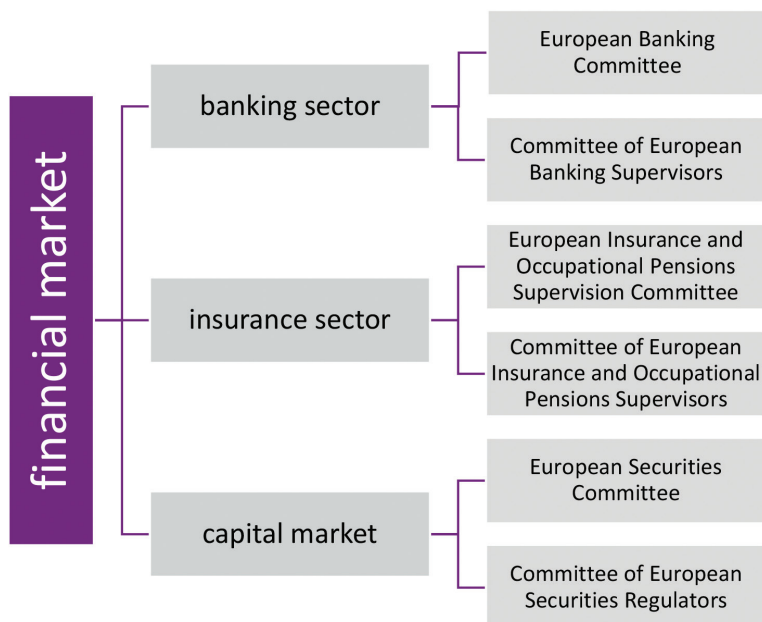 financial market
banking sector
European Banking
Committee
Committee of European
Banking Supervisors
insurance sector
European Insurance and
Occupational Pensions
Supervision Committee
Committee of European
Insurance and Occupational
Pensions Supervisors
capital market
European Securities
Committee
Committee of European
Securities Regulators